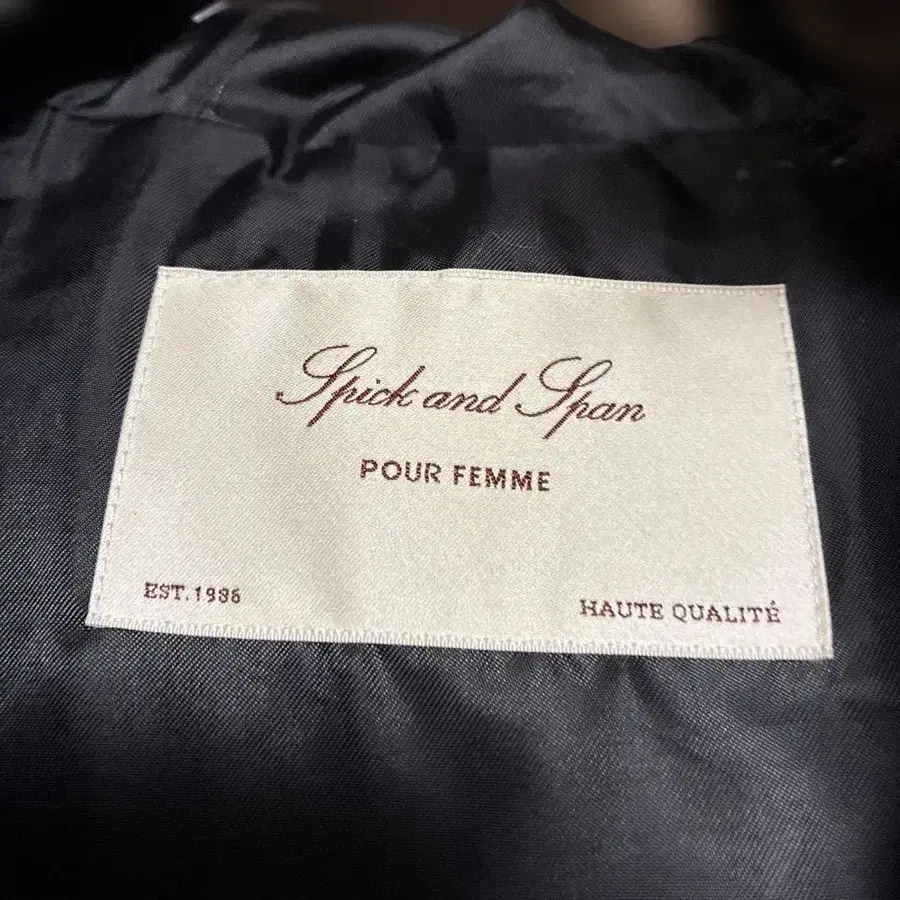 Spick and Span
POUR FEMME
EST. 1986
HAUTE QUALITÉ